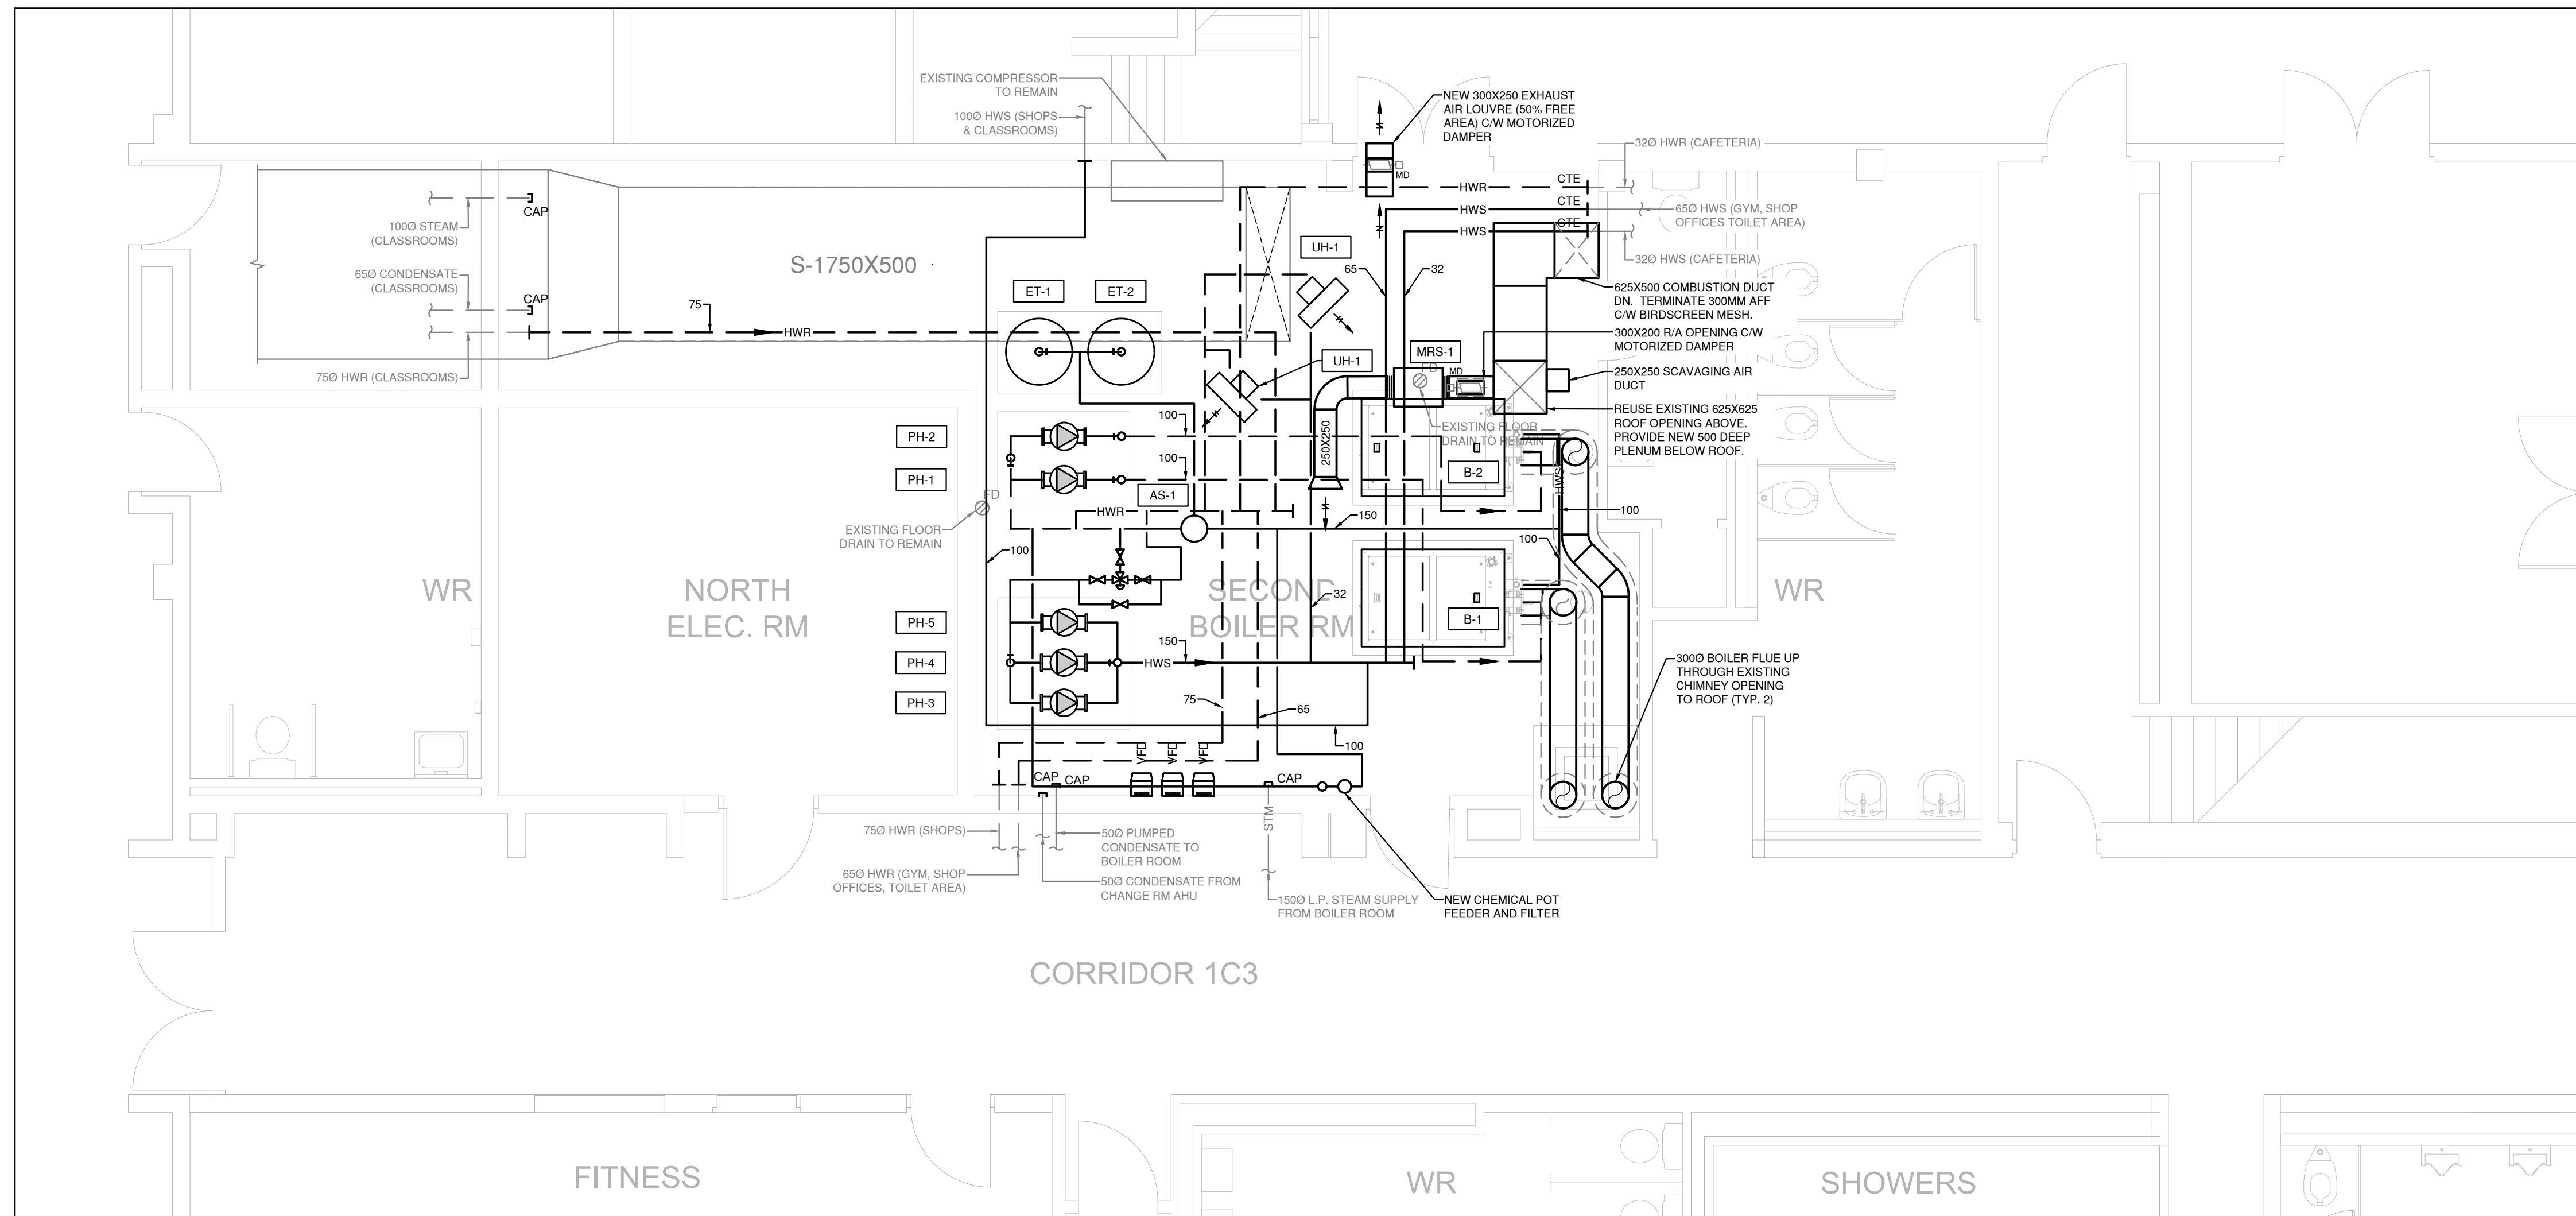 EXISTING COMPRESSOR
TO REMAIN
100Ø HWS (SHOPS
& CLASSROOMS)
NEW 300X250 EXHAUST
AIR LOUVRE (50% FREE
AREA) C/W MOTORIZED
DAMPER
MD
32Ø HWR (CAFETERIA)
HWR
CTE
HWS
CTE
65Ø HWS (GYM, SHOP
OFFICES TOILET AREA)
HWS
CTE
32Ø HWS (CAFETERIA)
CAP
100Ø STEAM
(CLASSROOMS)
65Ø CONDENSATE
(CLASSROOMS)
CAP
75Ø HWR (CLASSROOMS)
S-1750X500
75
HWR
ET-1
ET-2
UH-1
65
32
625X500 COMBUSTION DUCT
DN. TERMINATE 300MM AFF
C/W BIRDSCREEN MESH.
300X200 R/A OPENING C/W
MOTORIZED DAMPER
UH-1
MRS-1
FD
MD
250X250 SCAVAGING AIR
DUCT
REUSE EXISTING 625X625
ROOF OPENING ABOVE.
PROVIDE NEW 500 DEEP
PLENUM BELOW ROOF.
EXISTING FLOOR
DRAIN TO REMAIN
250X250
PH-2
100
PH-1
100
B-2
HWS
AS-1
FD
HWR
EXISTING FLOOR
DRAIN TO REMAIN
150
100
100
100
WR
NORTH
ELEC. RM
SECOND
BOILER RM
WR
32
PH-5
B-1
PH-4
150
HWS
PH-3
75
65
300Ø BOILER FLUE UP
THROUGH EXISTING
CHIMNEY OPENING
TO ROOF (TYP. 2)
100
VFD
VFD
VFD
CAP
CAP
CAP
STM
75Ø HWR (SHOPS)
50Ø PUMPED
CONDENSATE TO
BOILER ROOM
65Ø HWR (GYM, SHOP
OFFICES, TOILET AREA)
50Ø CONDENSATE FROM
CHANGE RM AHU
150Ø L.P. STEAM SUPPLY
FROM BOILER ROOM
NEW CHEMICAL POT
FEEDER AND FILTER
CORRIDOR 1C3
FITNESS
WR
SHOWERS